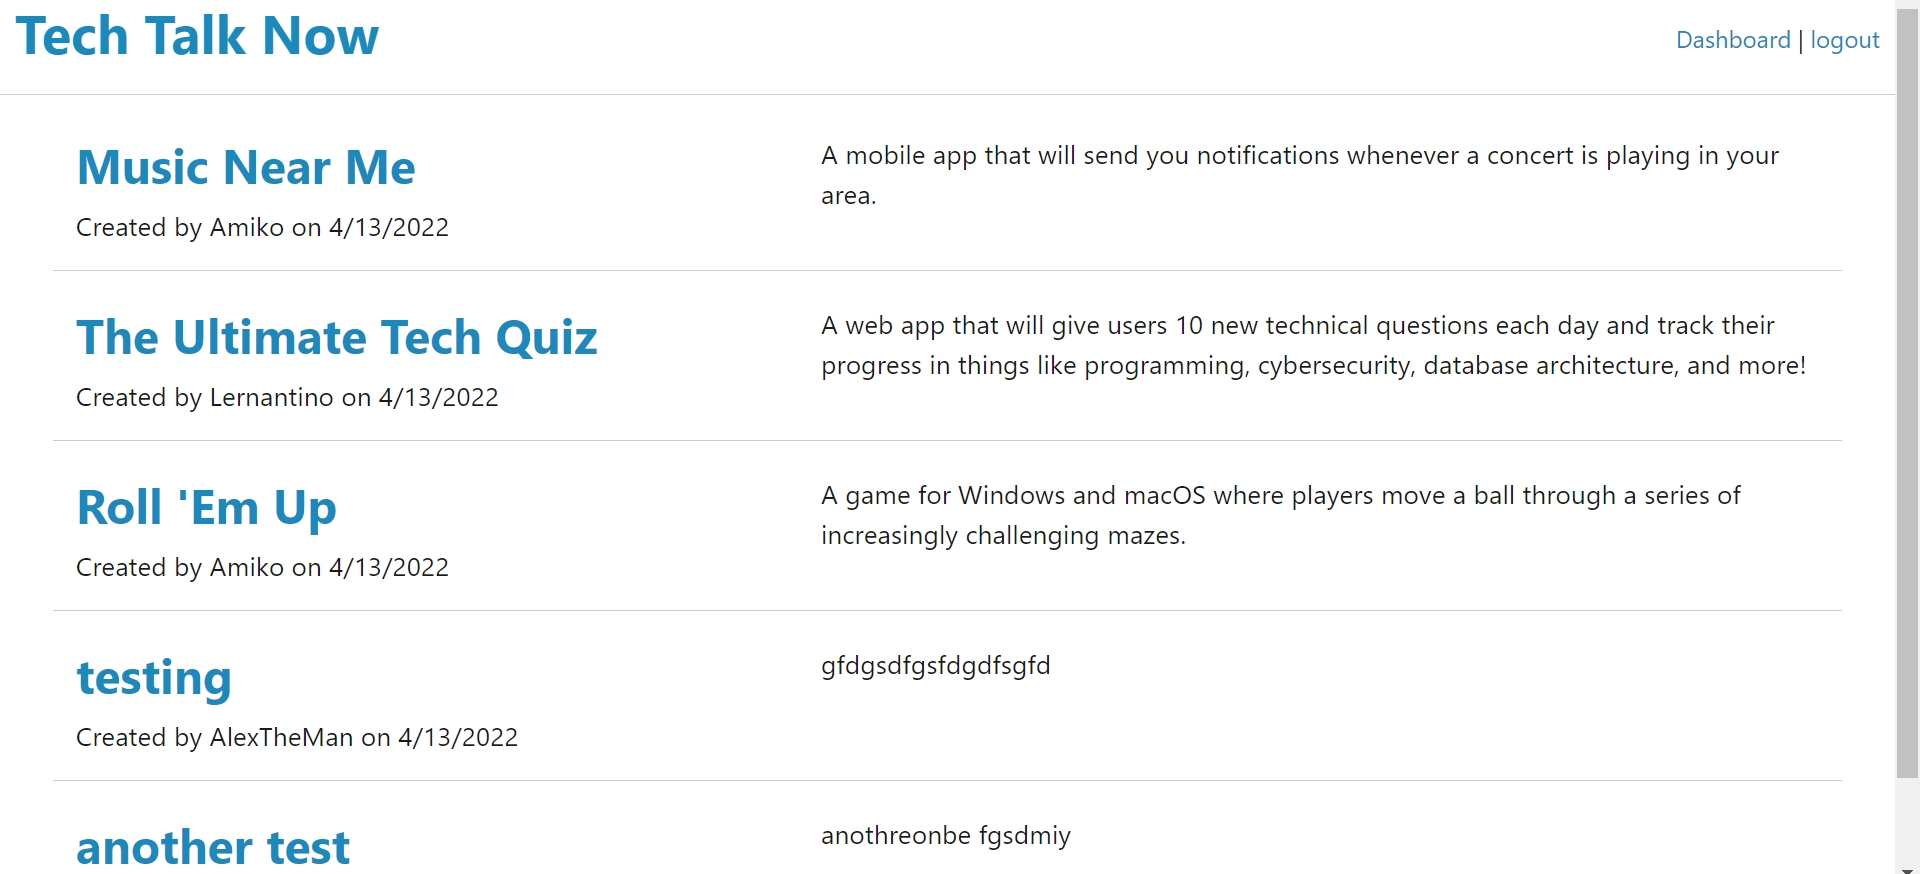 Tech Talk Now
Dashboard | logout
Music Near Me
Created by Amiko on 4/13/2022
A mobile app that will send you notifications whenever a concert is playing in your
area.
The Ultimate Tech Quiz
Created by Lernantino on 4/13/2022
A web app that will give users 10 new technical questions each day and track their
progress in things like programming, cybersecurity, database architecture, and more!
Roll 'Em Up
Created by Amiko on 4/13/2022
A game for Windows and macOS where players move a ball through a series of
increasingly challenging mazes.
testing
Created by AlexTheMan on 4/13/2022
gfdgsdfgsfdgdfsgfd
another test
anothreonbe fgsdmiy